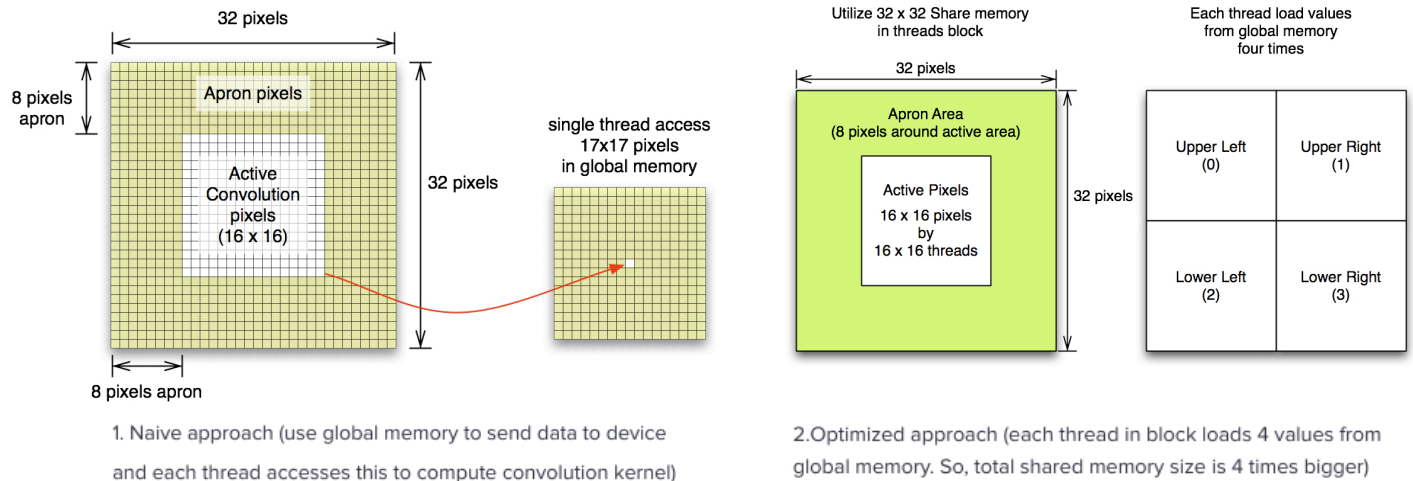 32 pixels
8 pixels
apron
Apron pixels
Active
Convolution
pixels
(16 x 16)
32 pixels
8 pixels apron
single thread access
17x17 pixels
in global memory
1. Naive approach (use global memory to send data to device
and each thread accesses this to compute convolution kernel)
Utilize 32 x 32 Share memory
in threads block
32 pixels
Apron Area
(8 pixels around active area)
Active Pixels
16 x 16 pixels
by
16 x 16 threads
32 pixels
Each thread load values
from global memory
four times
Upper Left
(0)
Upper Right
(1)
Lower Left
(2)
Lower Right
(3)
2.Optimized approach (each thread in block loads 4 values from
global memory. So, total shared memory size is 4 times bigger)